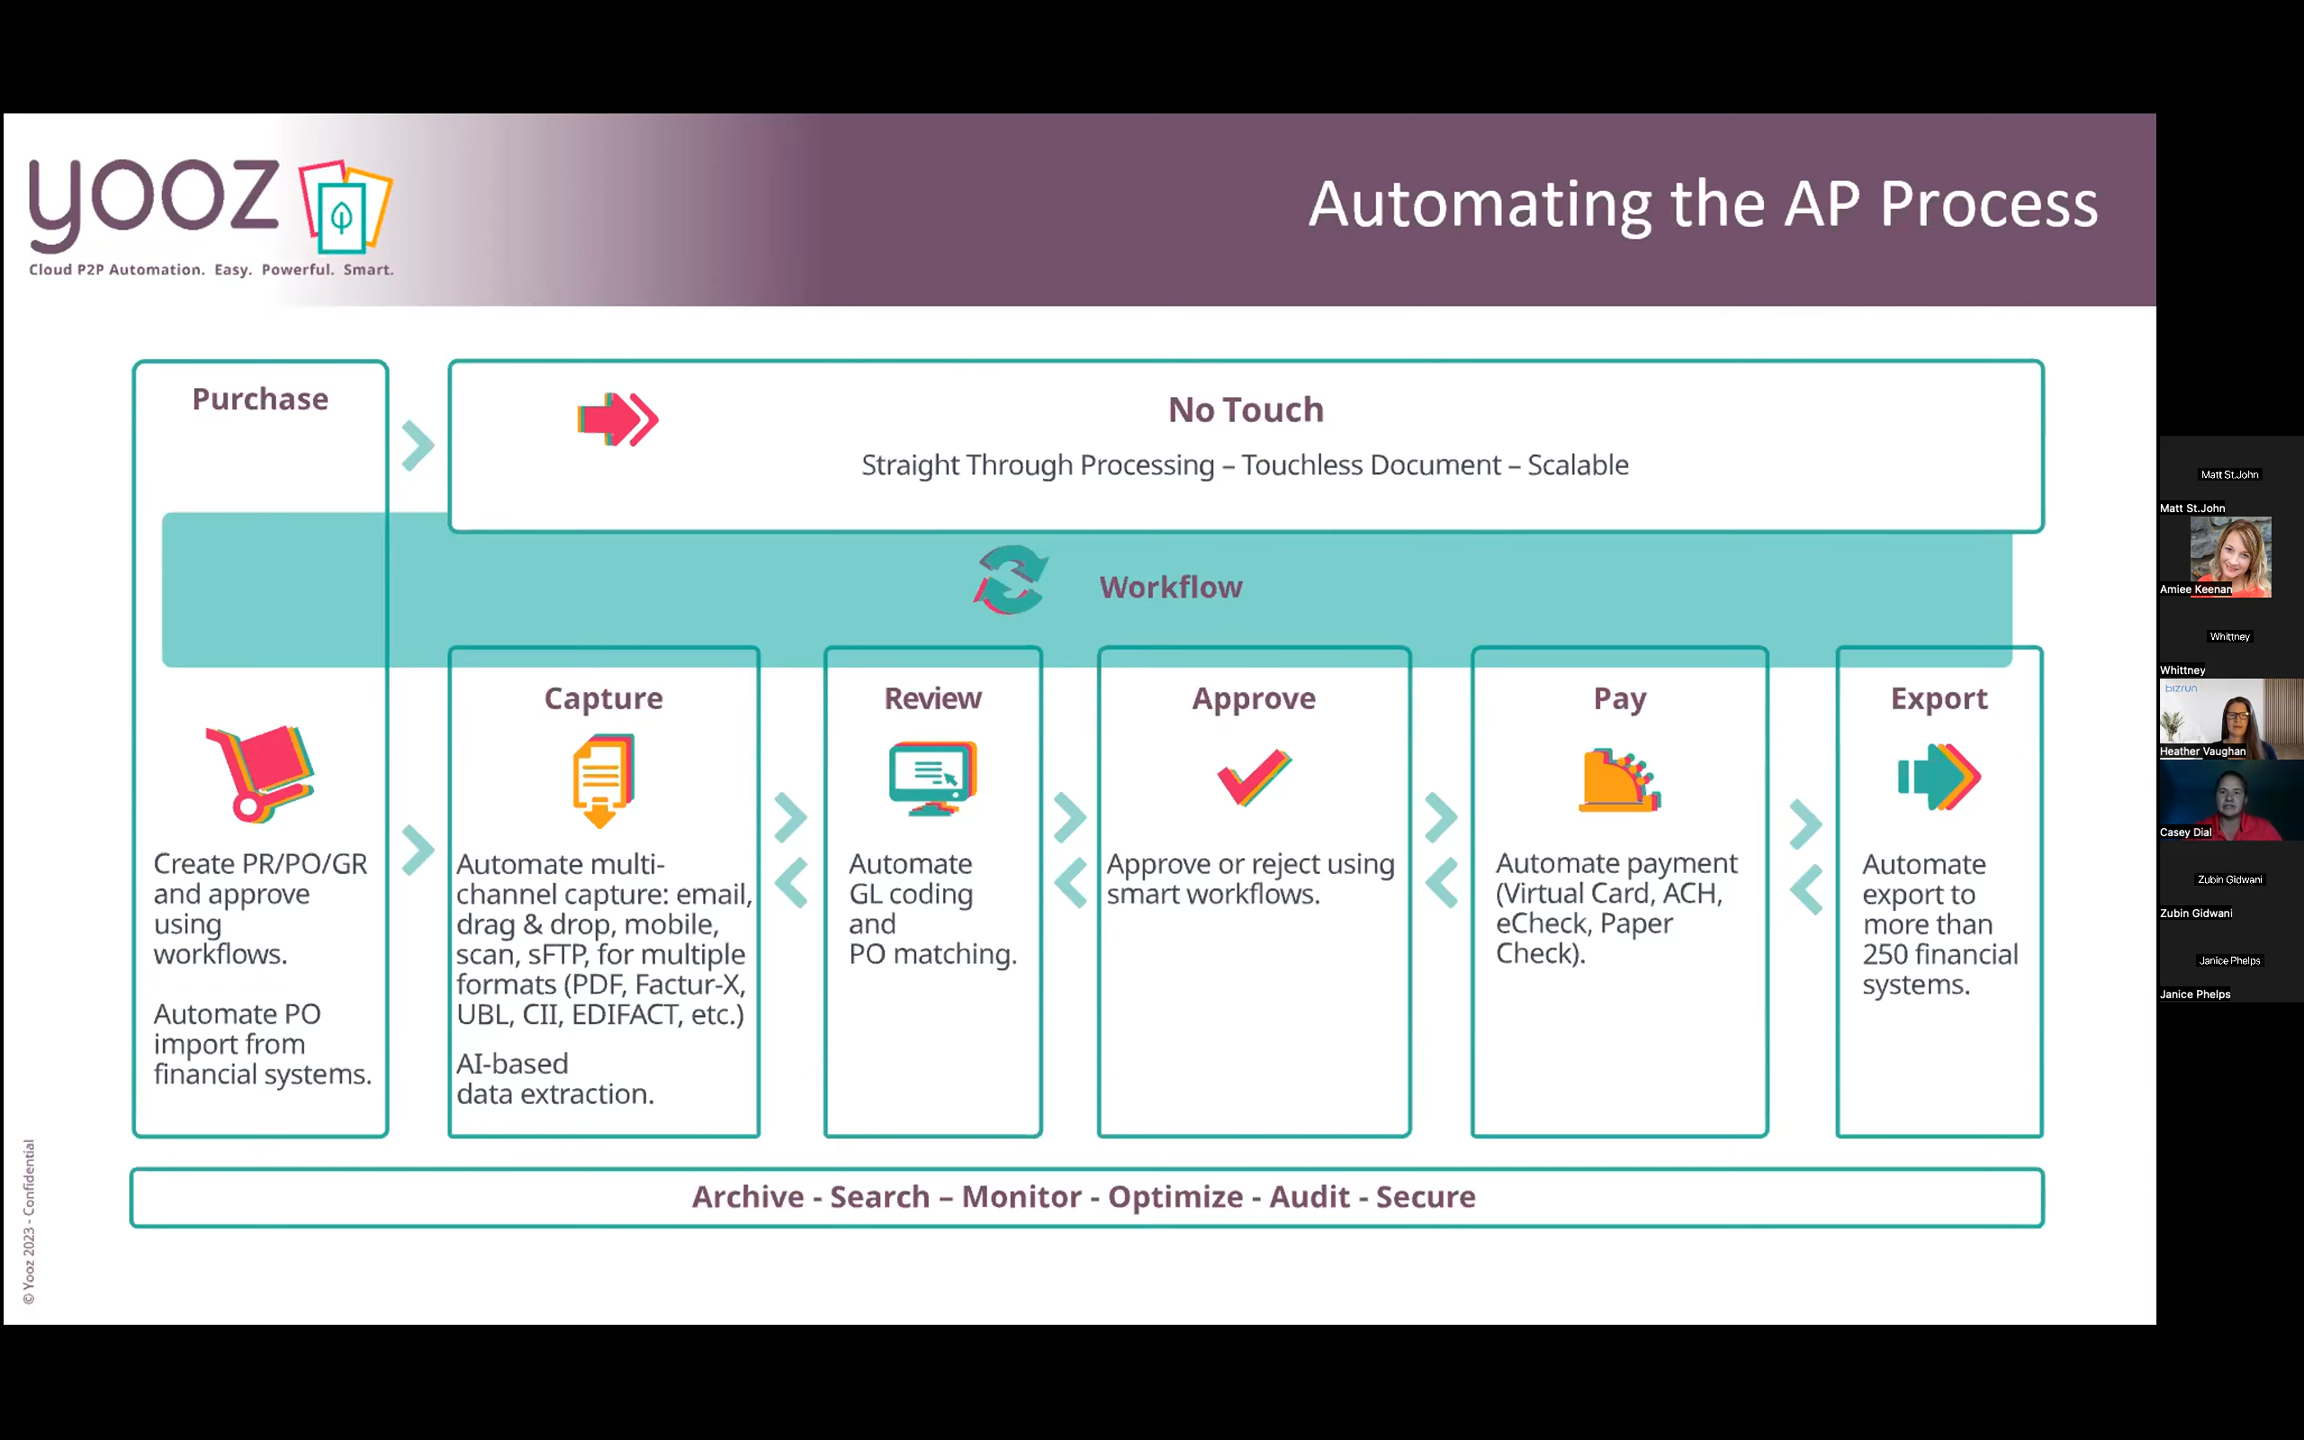 yooz
Cloud P2P Automation. Easy. Powerful. Smart.
Automating the AP Process
Purchase
Create PR/PO/GR
and approve
using
workflows.
Automate PO
import from
financial systems.
No Touch
Straight Through Processing – Touchless Document – Scalable
Workflow
Capture
Automate multi-
channel capture: email,
drag & drop, mobile,
scan, sFTP, for multiple
formats (PDF, Factur-X,
UBL, CII, EDIFACT, etc.)
AI-based
data extraction.
Review
Automate
GL coding
and
PO matching.
Approve
Approve or reject using
smart workflows.
Pay
Automate payment
(Virtual Card, ACH,
eCheck, Paper
Check).
Export
Automate
export to
more than
250 financial
systems.
Archive - Search – Monitor - Optimize - Audit - Secure
© Yooz 2023 - Confidential
Matt St.John
Matt St.John
Amiee Keenan
Whittney
Whittney
bizrun
Heather Vaughan
Casey Dial
Zubin Gidwani
Zubin Gidwani
Janice Phelps
Janice Phelps